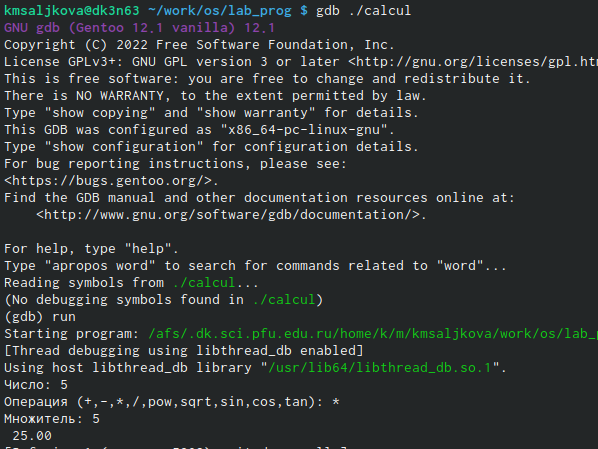 kmsaljkova@dk3n63 ~/work/os/lab_prog $ gdb ./calcul
GNU gdb (Gentoo 12.1 vanilla) 12.1
Copyright (C) 2022 Free Software Foundation, Inc.
License GPLv3+: GNU GPL version 3 or later <http://gnu.org/licenses/gpl.ht
This is free software: you are free to change and redistribute it.
There is NO WARRANTY, to the extent permitted by law.
Type "show copying" and "show warranty" for details.
This GDB was configured as "x86_64-pc-linux-gnu".
Type "show configuration" for configuration details.
For bug reporting instructions, please see:
<https://bugs.gentoo.org/>.
Find the GDB manual and other documentation resources online at:
    <http://www.gnu.org/software/gdb/documentation/>.

For help, type "help".
Type "apropos word" to search for commands related to "word"...
Reading symbols from ./calcul...
(No debugging symbols found in ./calcul)
(gdb) run
Starting program: /afs/.dk.sci.pfu.edu.ru/home/k/m/kmsaljkova/work/os/lab_
[Thread debugging using libthread_db enabled]
Using host libthread_db library "/usr/lib64/libthread_db.so.1".
Число: 5
Операция (+,-,*,/,pow,sqrt,sin,cos,tan): *
Множитель: 5
 25.00